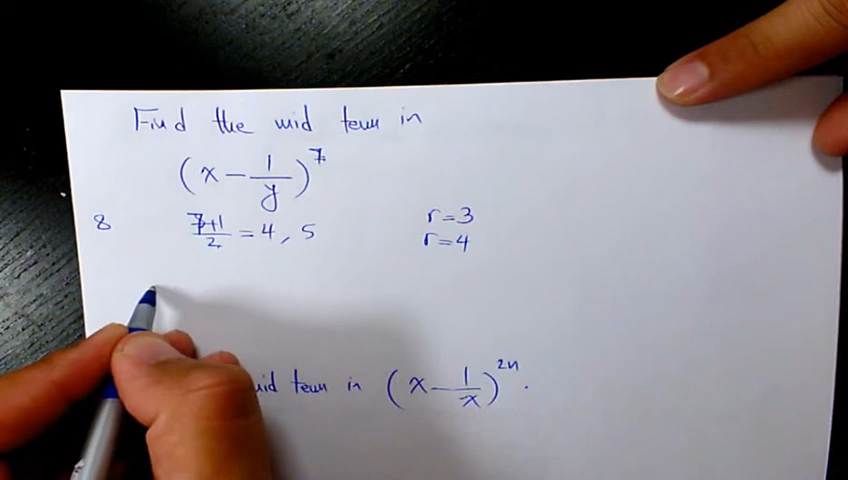 Find the mid term in
(x - 1/y)^7
8 (7+1)/2 = 4, 5 r=3
r=4
mid term in (x - 1/x)^2n .